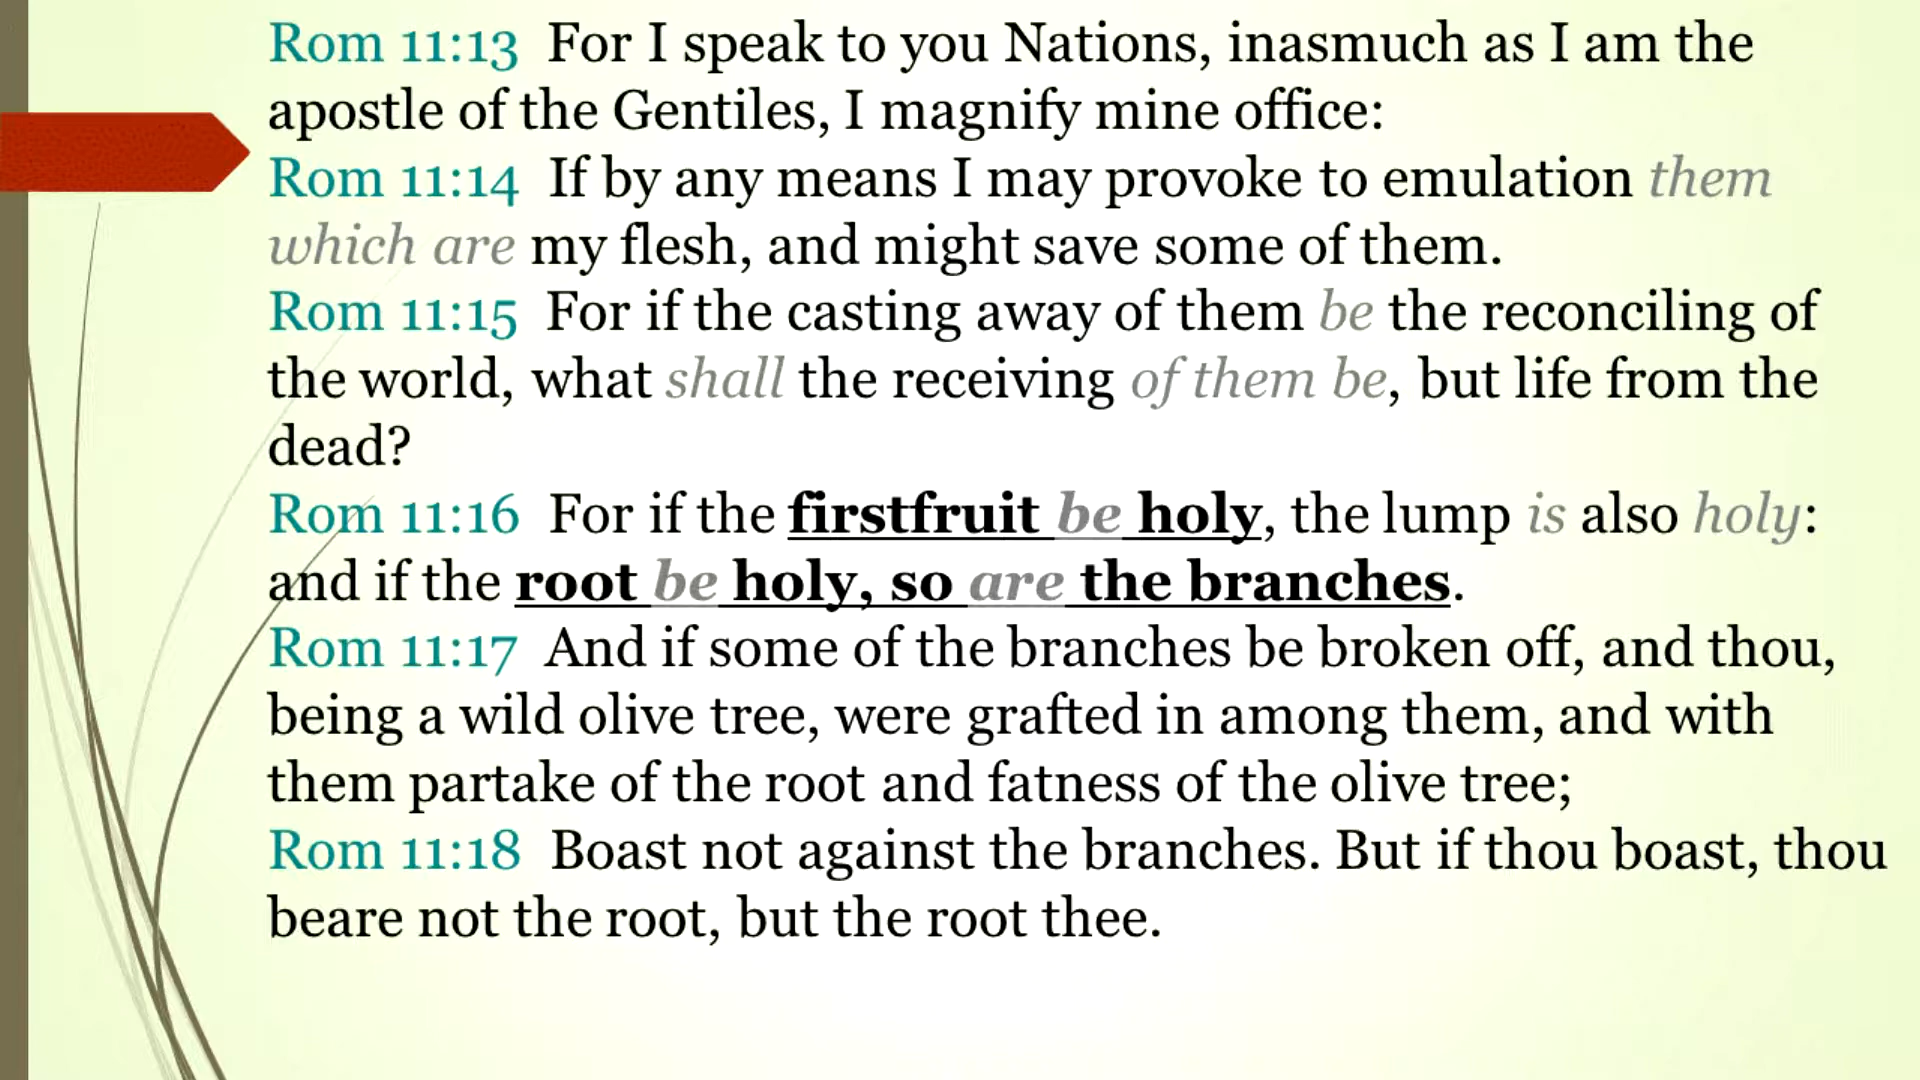 Rom 11:13 For I speak to you Nations, inasmuch as I am the
apostle of the Gentiles, I magnify mine office:
Rom 11:14 If by any means I may provoke to emulation them
which are my flesh, and might save some of them.
Rom 11:15 For if the casting away of them be the reconciling of
the world, what shall the receiving of them be, but life from the
dead?
Rom 11:16 For if the firstfruit be holy, the lump is also holy:
and if the root be holy, so are the branches.
Rom 11:17 And if some of the branches be broken off, and thou,
being a wild olive tree, were grafted in among them, and with
them partake of the root and fatness of the olive tree;
Rom 11:18 Boast not against the branches. But if thou boast, thou
beare not the root, but the root thee.